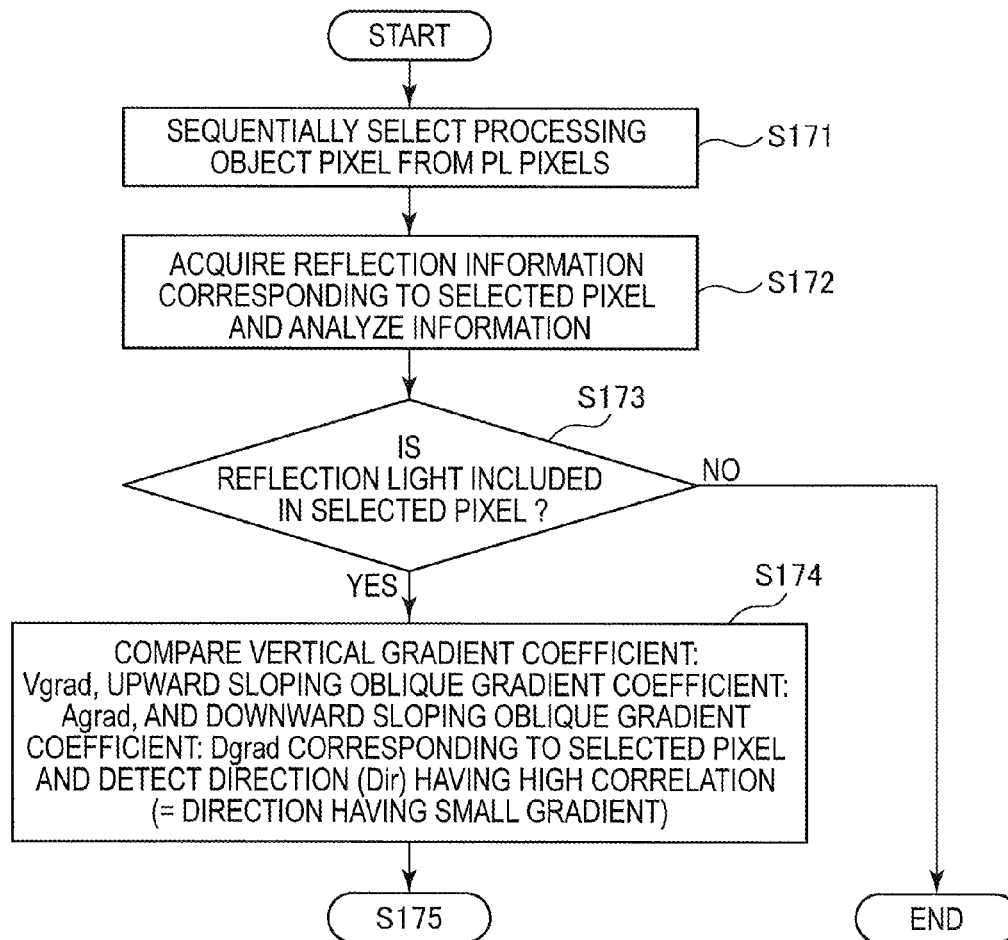 START
SEQUENTIALLY SELECT PROCESSING
OBJECT PIXEL FROM PL PIXELS
S171
ACQUIRE REFLECTION INFORMATION
CORRESPONDING TO SELECTED PIXEL
AND ANALYZE INFORMATION
S172
S173
IS
REFLECTION LIGHT INCLUDED
IN SELECTED PIXEL ?
NO
YES
S174
COMPARE VERTICAL GRADIENT COEFFICIENT:
Vgrad, UPWARD SLOPING OBLIQUE GRADIENT COEFFICIENT:
Agrad, AND DOWNWARD SLOPING OBLIQUE GRADIENT
COEFFICIENT: Dgrad CORRESPONDING TO SELECTED PIXEL
AND DETECT DIRECTION (Dir) HAVING HIGH CORRELATION
(= DIRECTION HAVING SMALL GRADIENT)
S175
END